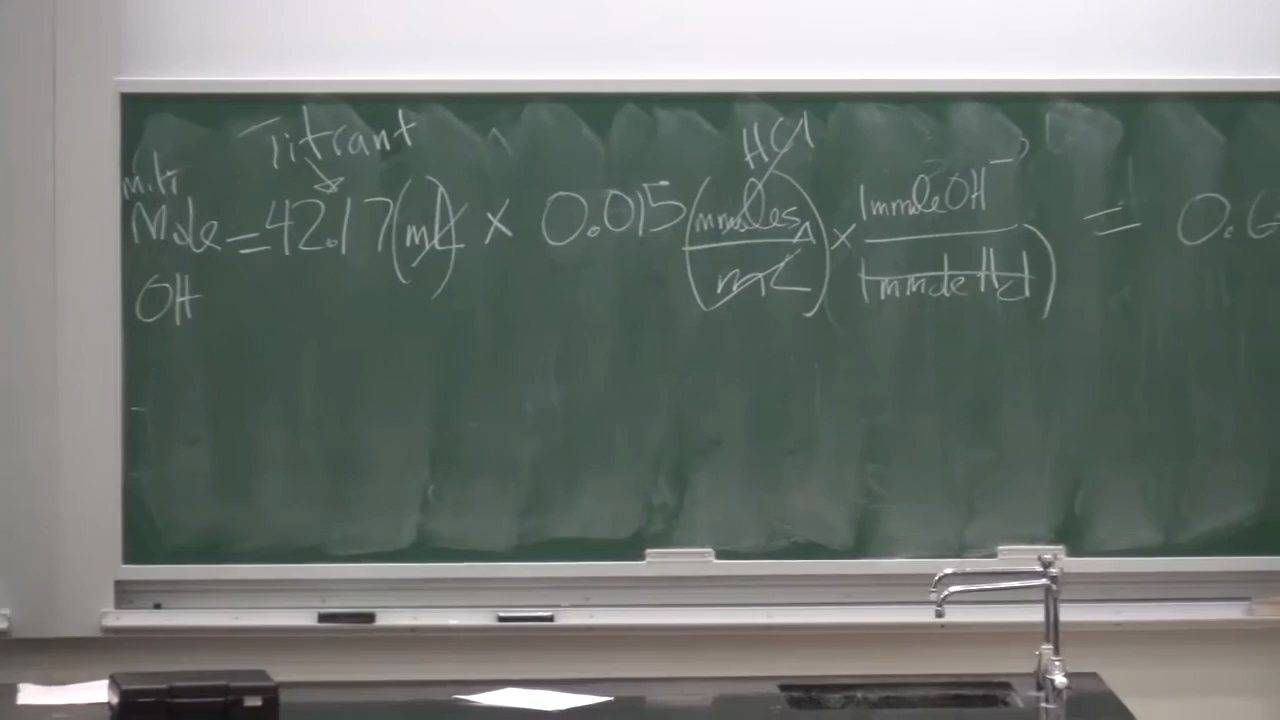 Titrant
HCl
milli
Mole = 42.17 (mL) × 0.015 (mmoles / mL) × (1 mmole OH⁻ / 1 mmole HCl) = 0.6
OH